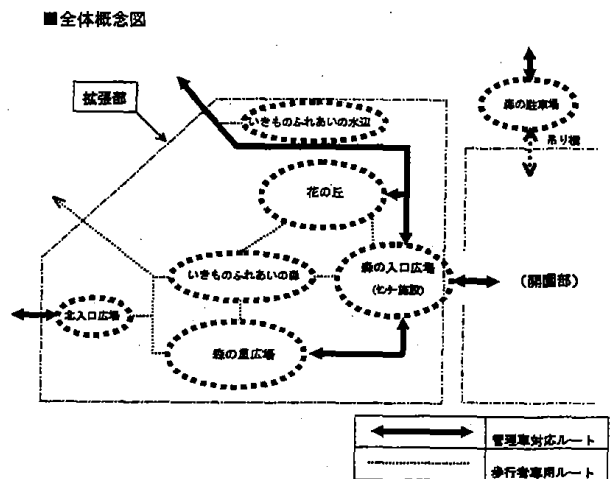 ■全体概念図
拡張部
いきものふれあいの水辺
森の駐車場
吊り橋
花の丘
いきものふれあいの森
森の入口広場
(センター施設)
(開園部)
北入口広場
森の里広場
管理車対応ルート
歩行者専用ルート